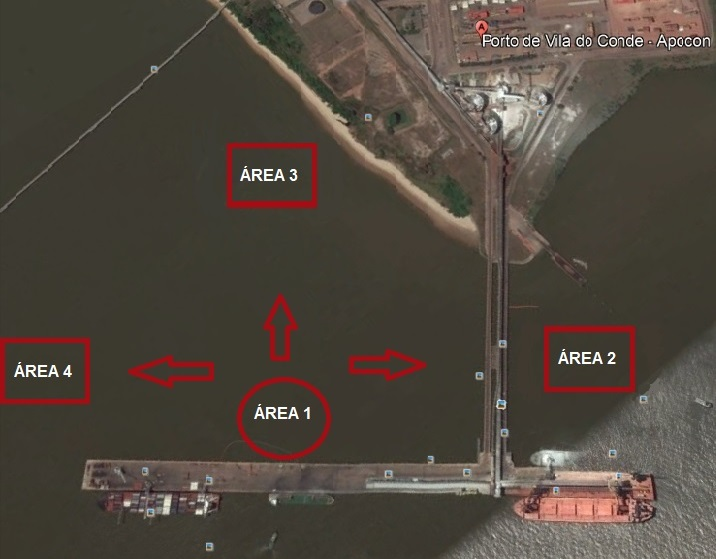 A
Porto de Vila do Conde - Apocon
ÁREA 3
ÁREA 4
ÁREA 2
ÁREA 1